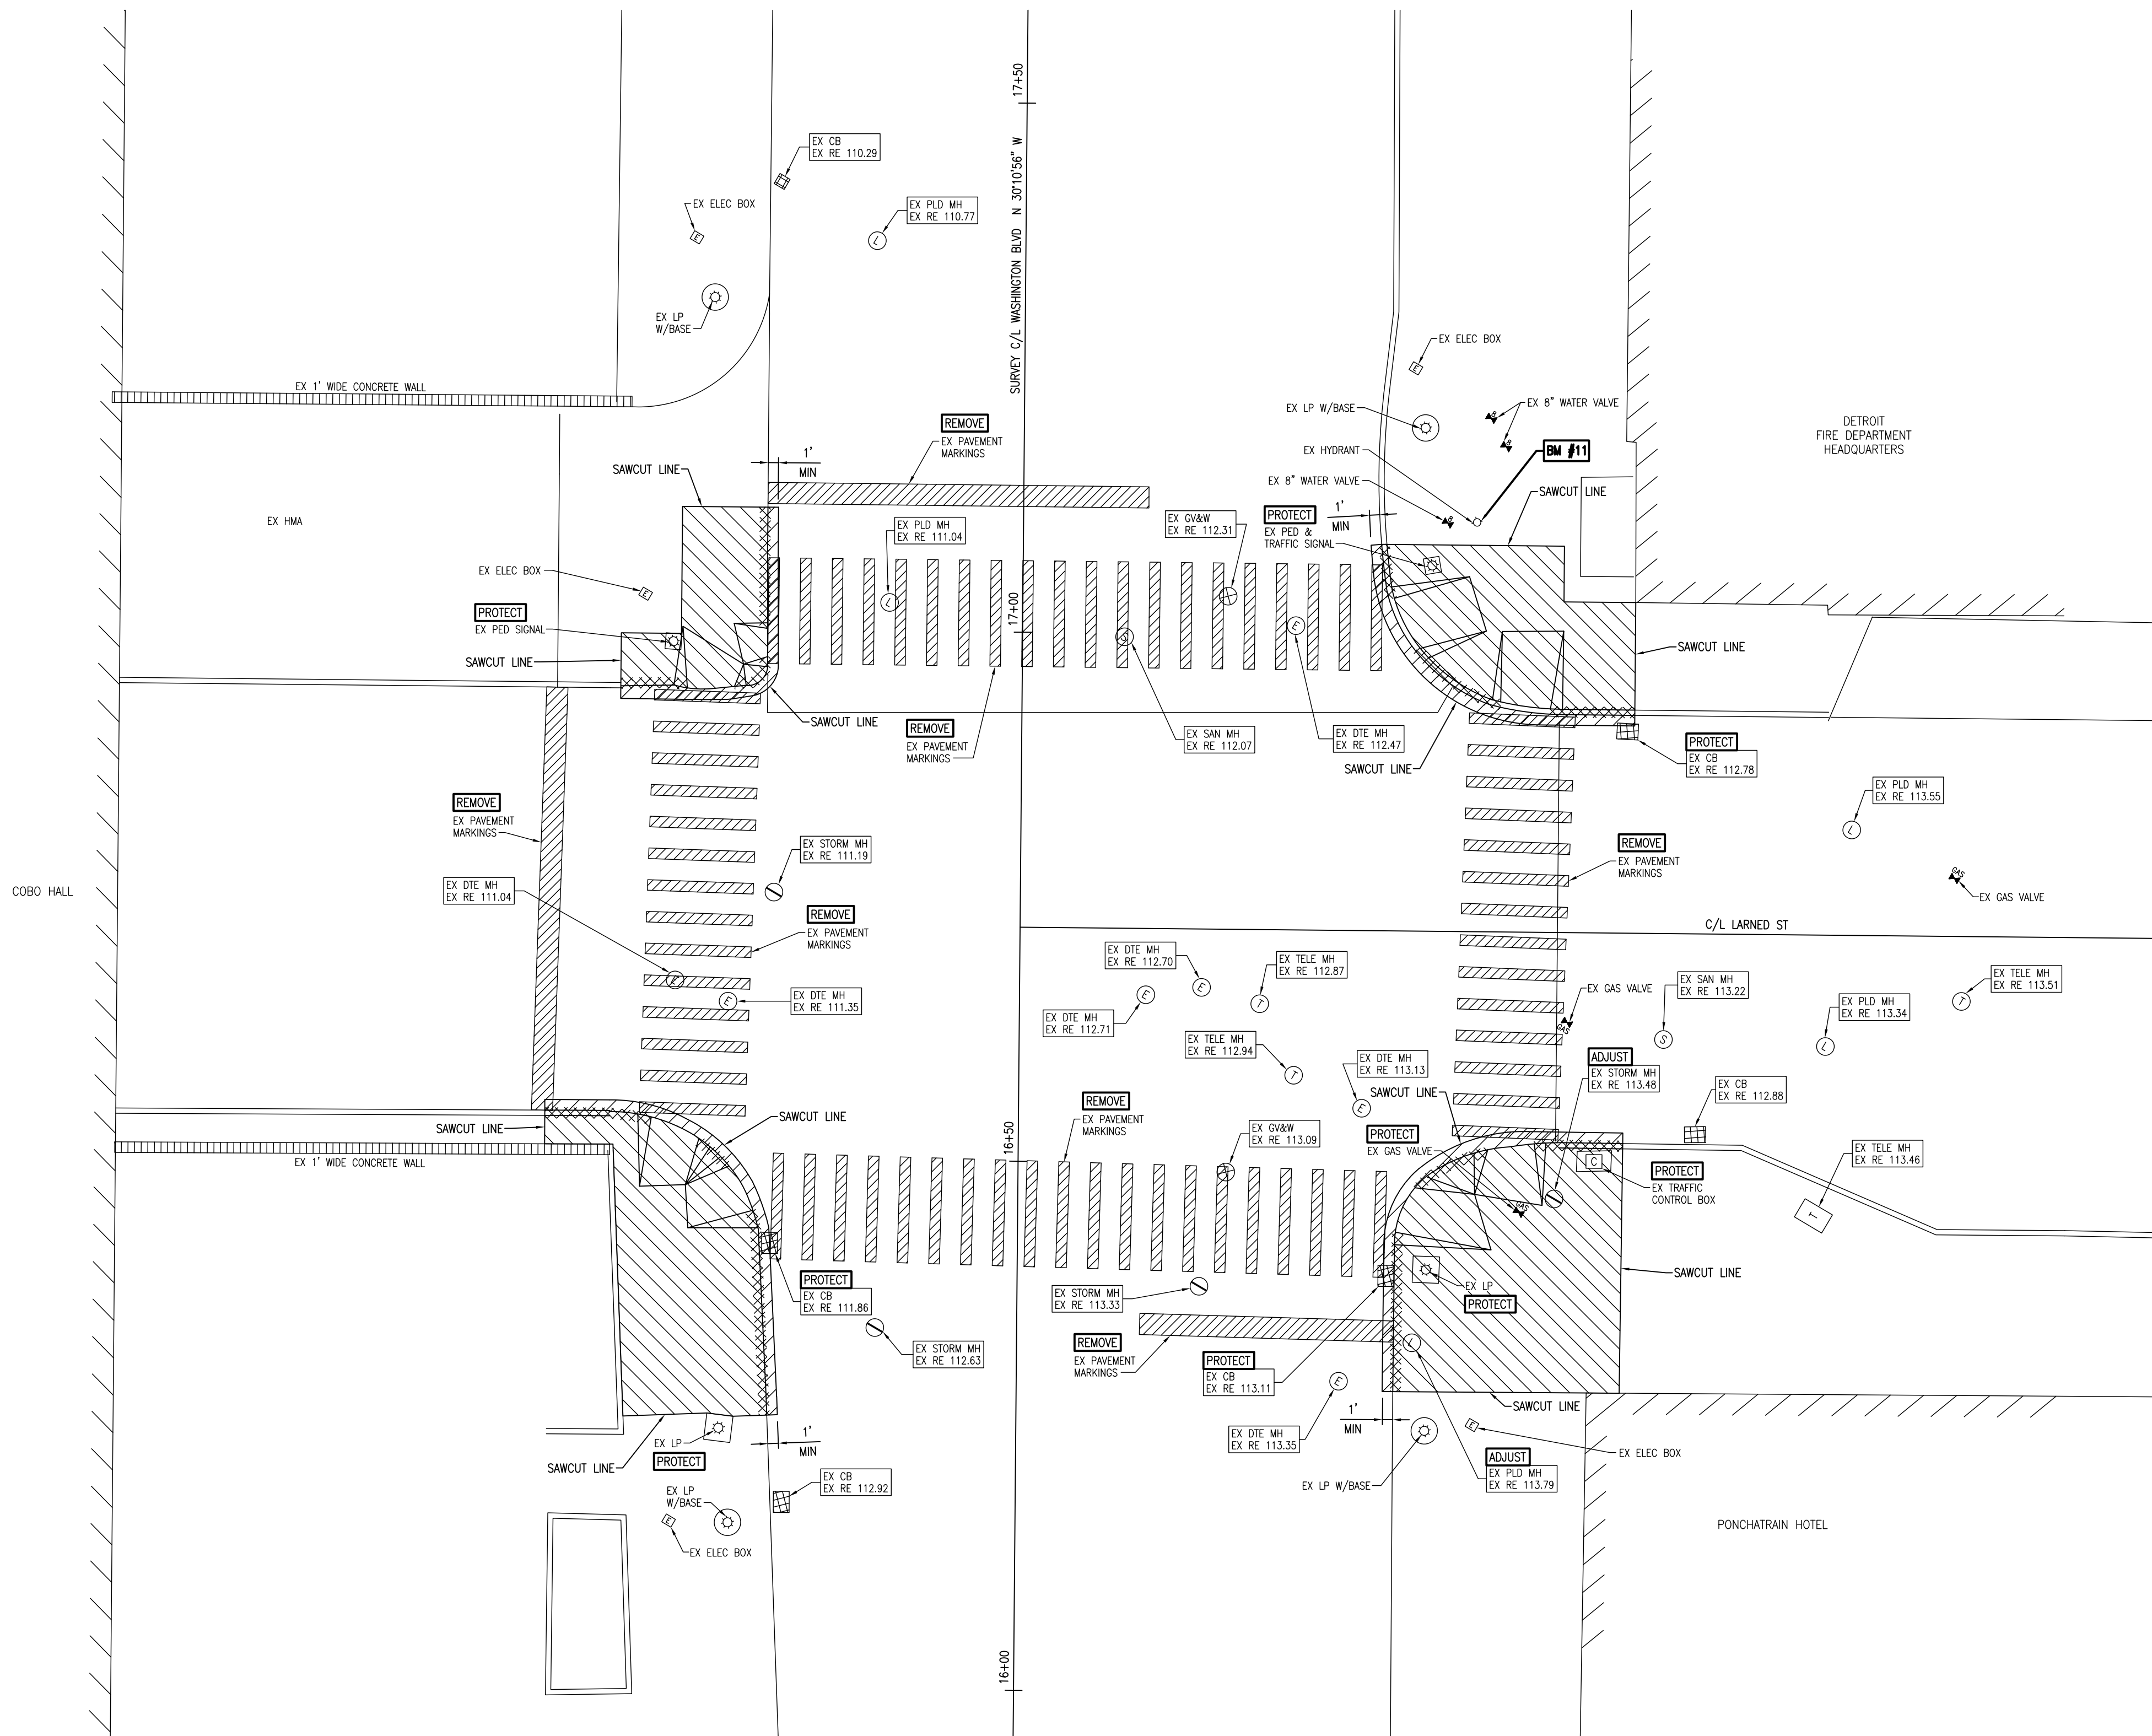 17+50
SURVEY C/L WASHINGTON BLVD N 30°10'56" W
EX CB
EX RE 110.29
EX ELEC BOX
E
EX PLD MH
EX RE 110.77
L
EX LP
W/BASE
EX 1' WIDE CONCRETE WALL
EX ELEC BOX
E
EX LP W/BASE
EX 8" WATER VALVE
8
8
EX HYDRANT
BM #11
EX 8" WATER VALVE
8
DETROIT
FIRE DEPARTMENT
HEADQUARTERS
REMOVE
EX PAVEMENT
MARKINGS
1'
MIN
SAWCUT LINE
SAWCUT LINE
EX HMA
EX PLD MH
EX RE 111.04
L
EX GV&W
EX RE 112.31
PROTECT
EX PED &
TRAFFIC SIGNAL
1'
MIN
EX ELEC BOX
E
PROTECT
EX PED SIGNAL
SAWCUT LINE
17+00
S
E
SAWCUT LINE
SAWCUT LINE
REMOVE
EX PAVEMENT
MARKINGS
EX SAN MH
EX RE 112.07
EX DTE MH
EX RE 112.47
SAWCUT LINE
PROTECT
EX CB
EX RE 112.78
EX PLD MH
EX RE 113.55
L
REMOVE
EX PAVEMENT
MARKINGS
EX STORM MH
EX RE 111.19
REMOVE
EX PAVEMENT
MARKINGS
GAS
EX GAS VALVE
COBO HALL
EX DTE MH
EX RE 111.04
E
REMOVE
EX PAVEMENT
MARKINGS
C/L LARNED ST
EX DTE MH
EX RE 112.70
E
EX TELE MH
EX RE 112.87
T
EX DTE MH
EX RE 111.35
E
EX DTE MH
EX RE 112.71
E
EX GAS VALVE
GAS
EX SAN MH
EX RE 113.22
S
EX PLD MH
EX RE 113.34
L
EX TELE MH
EX RE 113.51
T
EX TELE MH
EX RE 112.94
T
EX DTE MH
EX RE 113.13
E
ADJUST
EX STORM MH
EX RE 113.48
EX CB
EX RE 112.88
SAWCUT LINE
REMOVE
EX PAVEMENT
MARKINGS
SAWCUT LINE
SAWCUT LINE
16+50
EX GV&W
EX RE 113.09
PROTECT
EX GAS VALVE
GAS
C
PROTECT
EX TRAFFIC
CONTROL BOX
EX TELE MH
EX RE 113.46
T
EX 1' WIDE CONCRETE WALL
PROTECT
EX CB
EX RE 111.86
EX STORM MH
EX RE 113.33
EX LP
PROTECT
SAWCUT LINE
EX STORM MH
EX RE 112.63
REMOVE
EX PAVEMENT
MARKINGS
PROTECT
EX CB
EX RE 113.11
L
E
1'
MIN
SAWCUT LINE
EX LP
PROTECT
1'
MIN
SAWCUT LINE
EX DTE MH
EX RE 113.35
E
EX ELEC BOX
ADJUST
EX PLD MH
EX RE 113.79
EX LP W/BASE
EX CB
EX RE 112.92
EX LP
W/BASE
E
EX ELEC BOX
PONCHATRAIN HOTEL
16+00